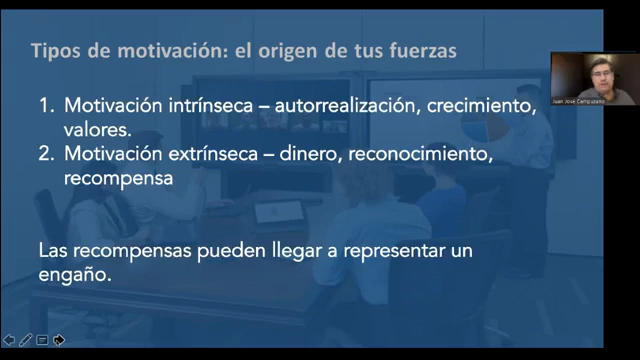 Tipos de motivación: el origen de tus fuerzas
1. Motivación intrínseca – autorrealización, crecimiento,
valores.
2. Motivación extrínseca – dinero, reconocimiento,
recompensa
Las recompensas pueden llegar a representar un
engaño.
Juan José Campuzano